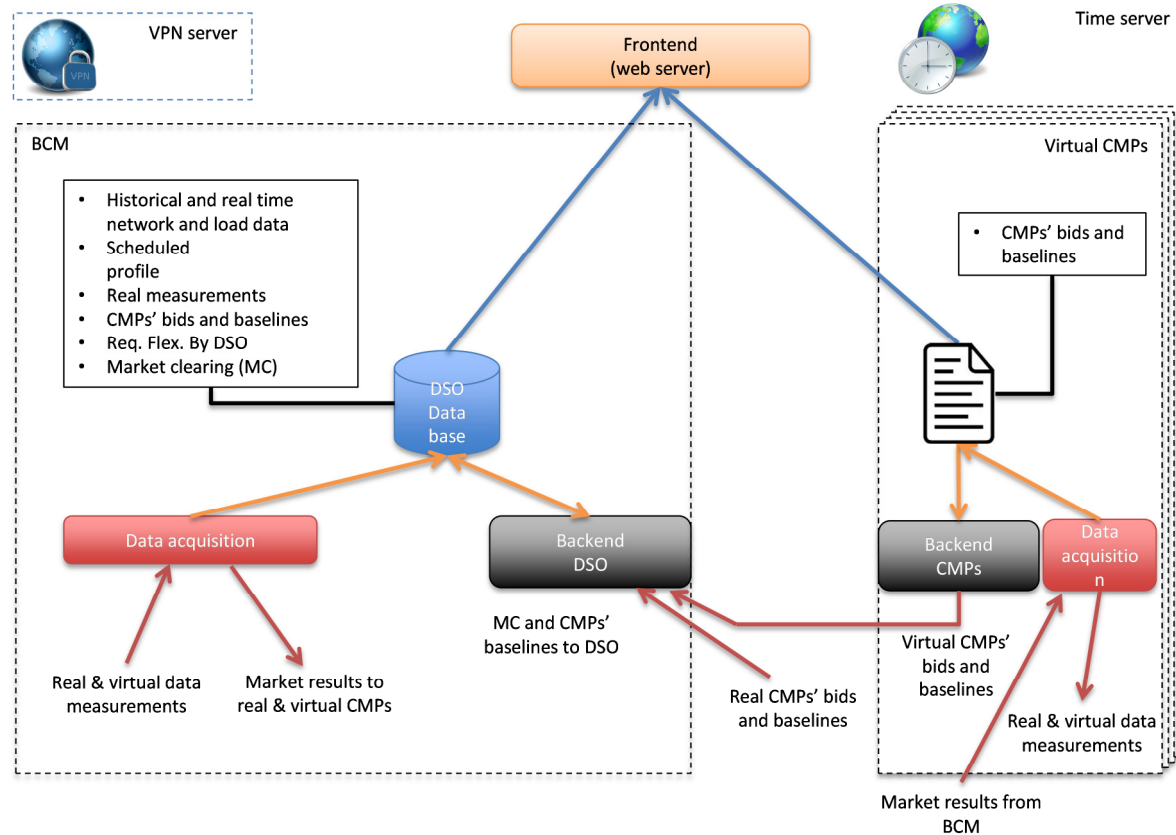 VPN server
VPN
Frontend
(web server)
Time server
BCM
• Historical and real time
network and load data
• Scheduled
profile
• Real measurements
• CMPs’ bids and baselines
• Req. Flex. By DSO
• Market clearing (MC)
Virtual CMPs
• CMPs’ bids and
baselines
DSO
Data
base
Data acquisition
Backend
DSO
Backend
CMPs
Data
acquisitio
n
MC and CMPs’
baselines to DSO
Real & virtual data
measurements
Market results to
real & virtual CMPs
Real CMPs’ bids
and baselines
Virtual CMPs’
bids and
baselines
Real & virtual data
measurements
Market results from
BCM